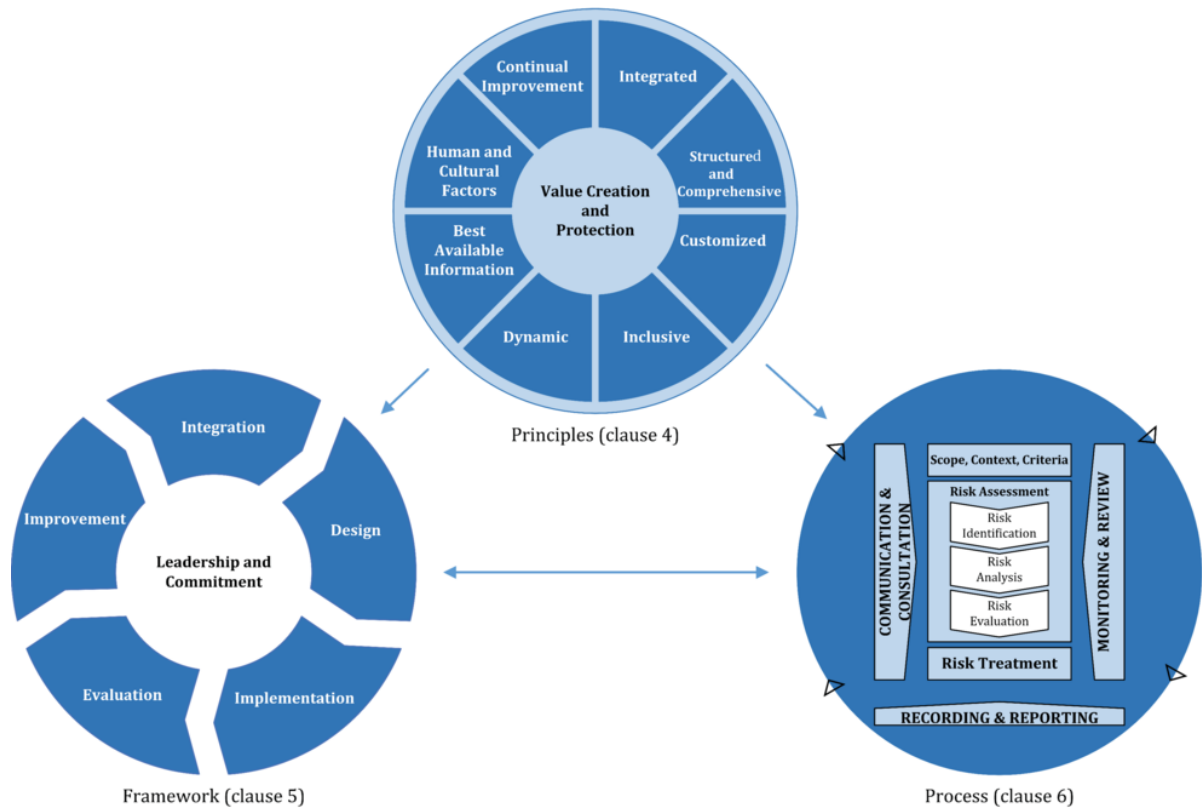 Continual
Improvement
Integrated
Structured
and
Comprehensive
Customized
Inclusive
Dynamic
Best
Available
Information
Human and
Cultural
Factors
Value Creation
and
Protection
Principles (clause 4)
Integration
Design
Implementation
Evaluation
Improvement
Leadership and
Commitment
Framework (clause 5)
COMMUNICATION &
CONSULTATION
Scope, Context, Criteria
Risk Assessment
Risk
Identification
Risk
Analysis
Risk
Evaluation
Risk Treatment
MONITORING & REVIEW
RECORDING & REPORTING
Process (clause 6)